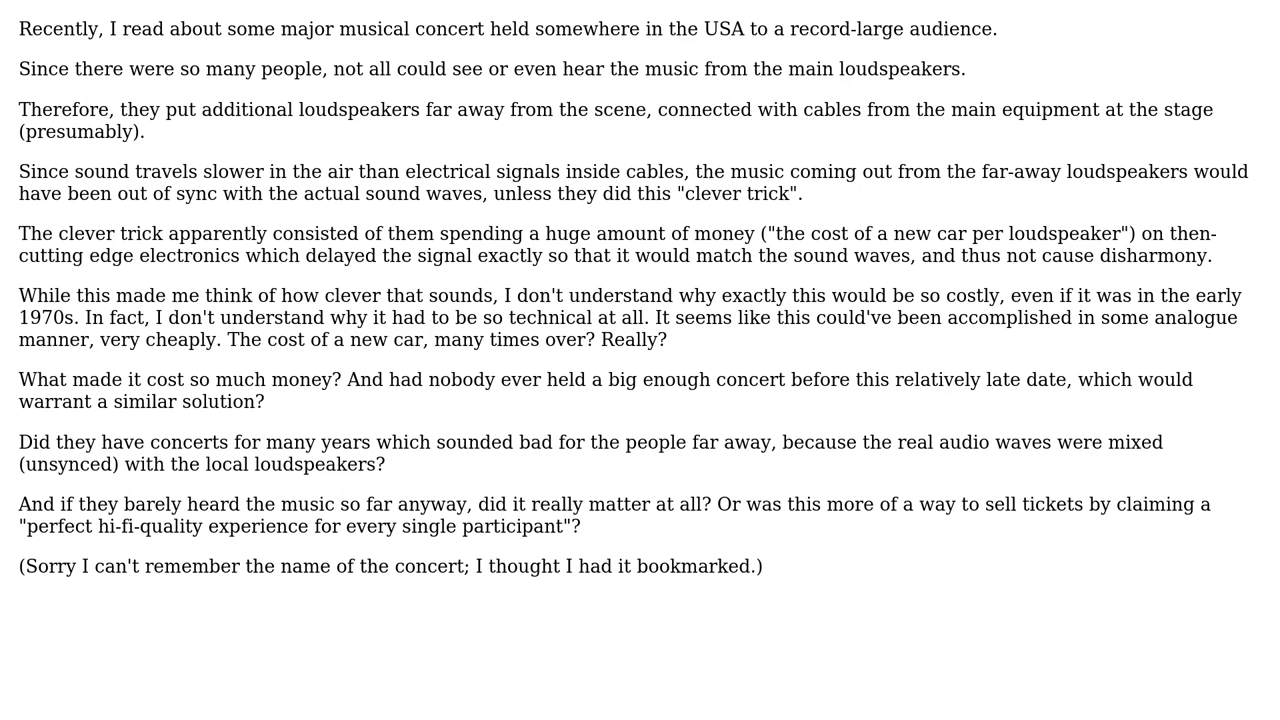 Recently, I read about some major musical concert held somewhere in the USA to a record-large audience.
Since there were so many people, not all could see or even hear the music from the main loudspeakers.
Therefore, they put additional loudspeakers far away from the scene, connected with cables from the main equipment at the stage
(presumably).
Since sound travels slower in the air than electrical signals inside cables, the music coming out from the far-away loudspeakers would
have been out of sync with the actual sound waves, unless they did this "clever trick".
The clever trick apparently consisted of them spending a huge amount of money ("the cost of a new car per loudspeaker") on then-
cutting edge electronics which delayed the signal exactly so that it would match the sound waves, and thus not cause disharmony.
While this made me think of how clever that sounds, I don't understand why exactly this would be so costly, even if it was in the early
1970s. In fact, I don't understand why it had to be so technical at all. It seems like this could've been accomplished in some analogue
manner, very cheaply. The cost of a new car, many times over? Really?
What made it cost so much money? And had nobody ever held a big enough concert before this relatively late date, which would
warrant a similar solution?
Did they have concerts for many years which sounded bad for the people far away, because the real audio waves were mixed
(unsynced) with the local loudspeakers?
And if they barely heard the music so far anyway, did it really matter at all? Or was this more of a way to sell tickets by claiming a
"perfect hi-fi-quality experience for every single participant"?
(Sorry I can't remember the name of the concert; I thought I had it bookmarked.)